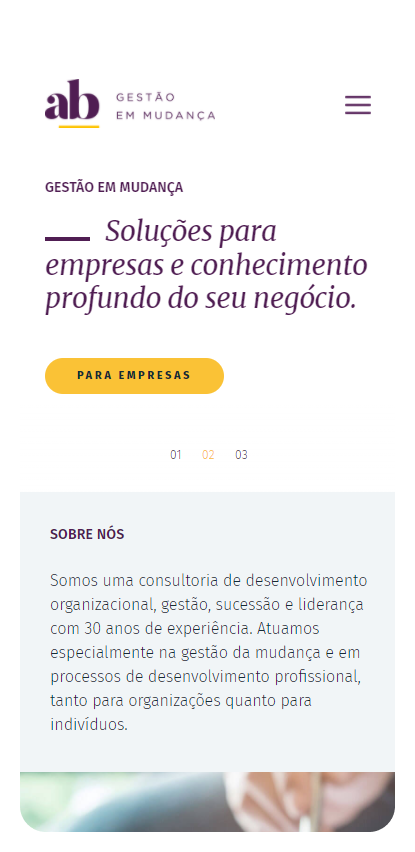 ab GESTÃO
EM MUDANÇA
GESTÃO EM MUDANÇA
Soluções para
empresas e conhecimento
profundo do seu negócio.
PARA EMPRESAS
01 02 03
SOBRE NÓS
Somos uma consultoria de desenvolvimento
organizacional, gestão, sucessão e liderança
com 30 anos de experiência. Atuamos
especialmente na gestão da mudança e em
processos de desenvolvimento profissional,
tanto para organizações quanto para
indivíduos.